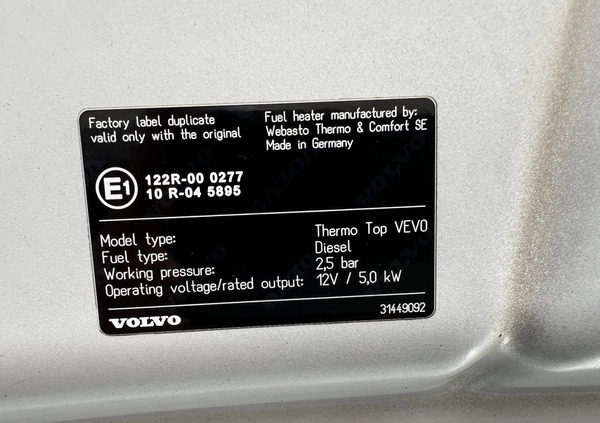 Factory label duplicate
valid only with the original
Fuel heater manufactured by:
Webasto Thermo & Comfort SE
Made in Germany
E1
122R-00 0277
10 R-04 5895
Model type: Thermo Top VEVO
Fuel type: Diesel
Working pressure: 2,5 bar
Operating voltage/rated output: 12V / 5,0 kW
VOLVO
31449092